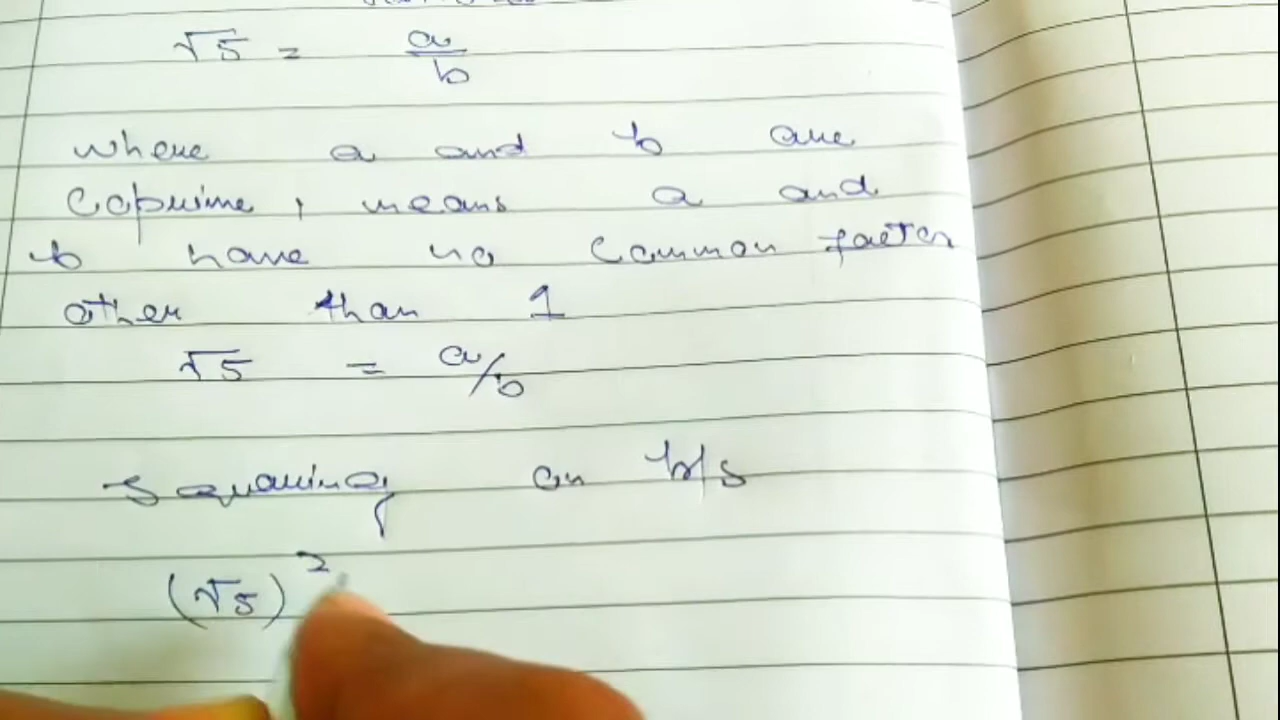 √5 = a/b
where a and b are
Coprime, means a and
b have no Common factor
other than 1
√5 = a/b
Squaring on b/s
(√5)²